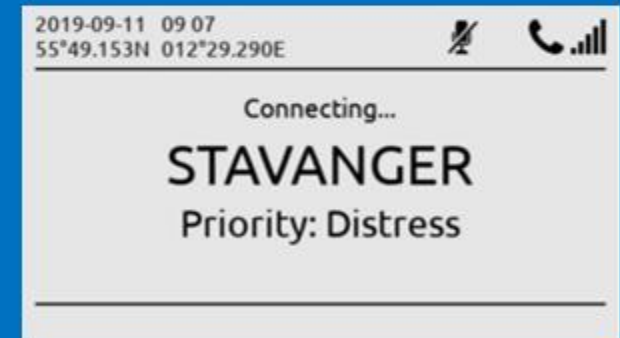 2019-09-11 09 07
55°49.153N 012°29.290E
Connecting...
STAVANGER
Priority: Distress